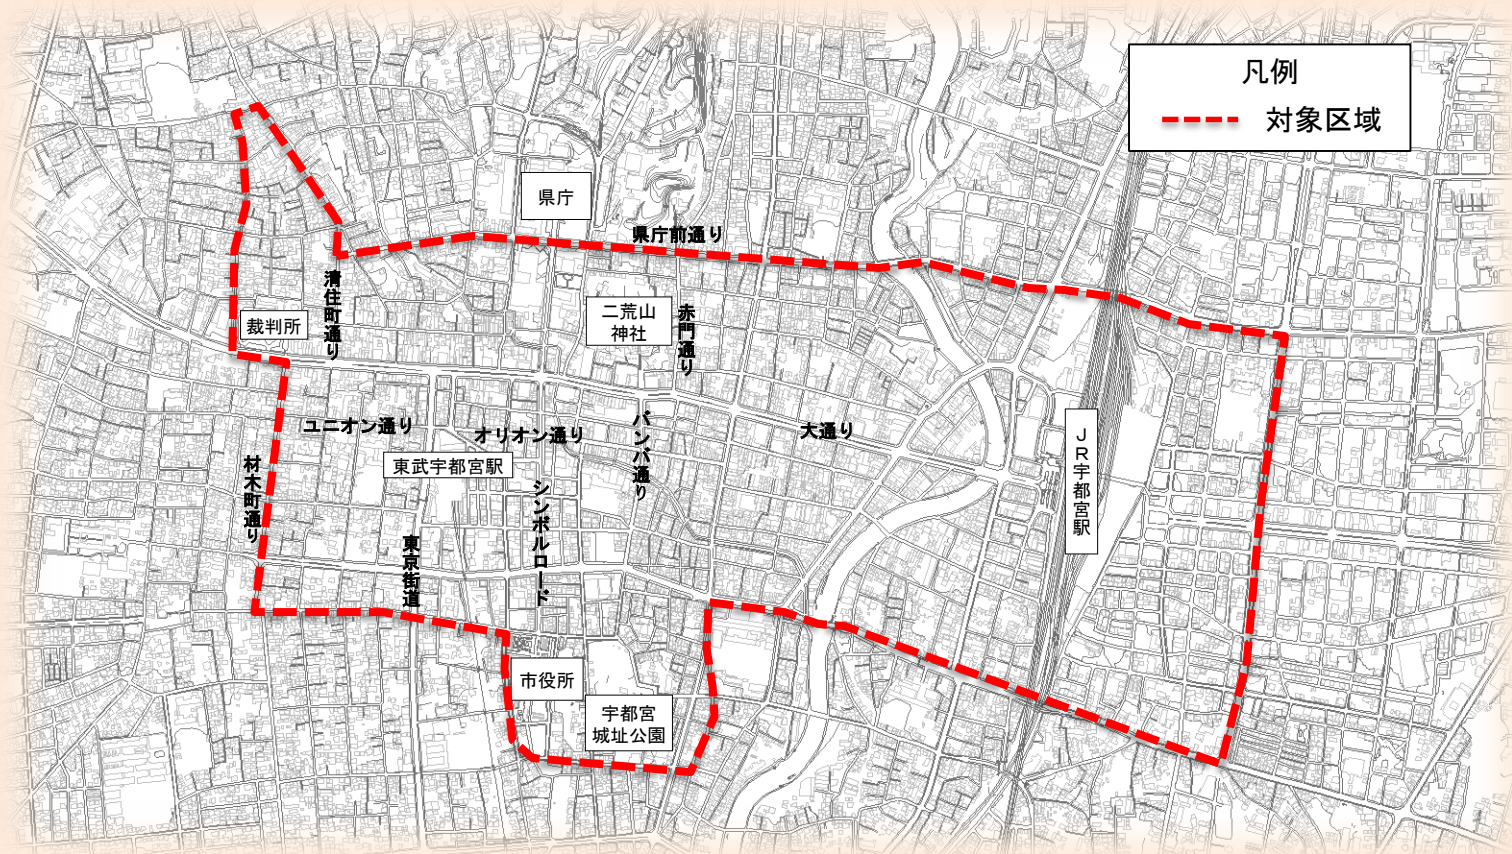 凡例
対象区域
県庁
県庁前通り
清住町通り
裁判所
二荒山
神社
赤門通り
ユニオン通り
オリオン通り
バンバ通り
大通り
東武宇都宮駅
JR宇都宮駅
材木町通り
シンボルロード
東京街道
市役所
宇都宮
城址公園